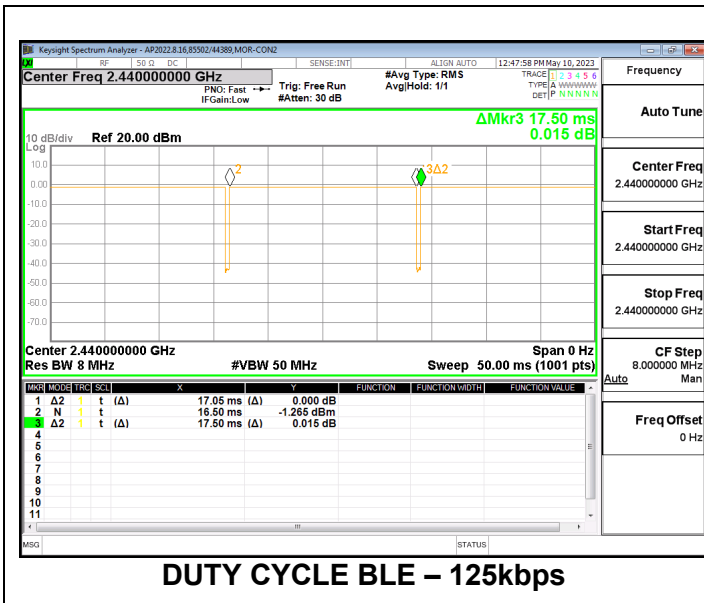 Keysight Spectrum Analyzer - AP2022.8.16,85502/44389,MOR-CON2
LXI RF 50 Ω DC SENSE:INT ALIGN AUTO 12:47:58 PM May 10, 2023
Center Freq 2.440000000 GHz
PNO: Fast
IFGain:Low
Trig: Free Run
#Atten: 30 dB
#Avg Type: RMS
Avg|Hold: 1/1
TRACE 1 2 3 4 5 6
TYPE A WWWWW
DET P NNNNN
ΔMkr3 17.50 ms
0.015 dB
10 dB/div Ref 20.00 dBm
Log
10.0
0.00
-10.0
-20.0
-30.0
-40.0
-50.0
-60.0
-70.0
2
3Δ2
Center 2.440000000 GHz Span 0 Hz
Res BW 8 MHz #VBW 50 MHz Sweep 50.00 ms (1001 pts)
MKR MODE TRC SCL X Y FUNCTION FUNCTION WIDTH FUNCTION VALUE
1 Δ2 1 t (Δ) 17.05 ms (Δ) 0.000 dB
2 N 1 t 16.50 ms -1.265 dBm
3 Δ2 1 t (Δ) 17.50 ms (Δ) 0.015 dB
4
5
6
7
8
9
10
11
MSG STATUS
Frequency
Auto Tune
Center Freq
2.440000000 GHz
Start Freq
2.440000000 GHz
Stop Freq
2.440000000 GHz
CF Step
8.000000 MHz
Auto Man
Freq Offset
0 Hz
DUTY CYCLE BLE – 125kbps